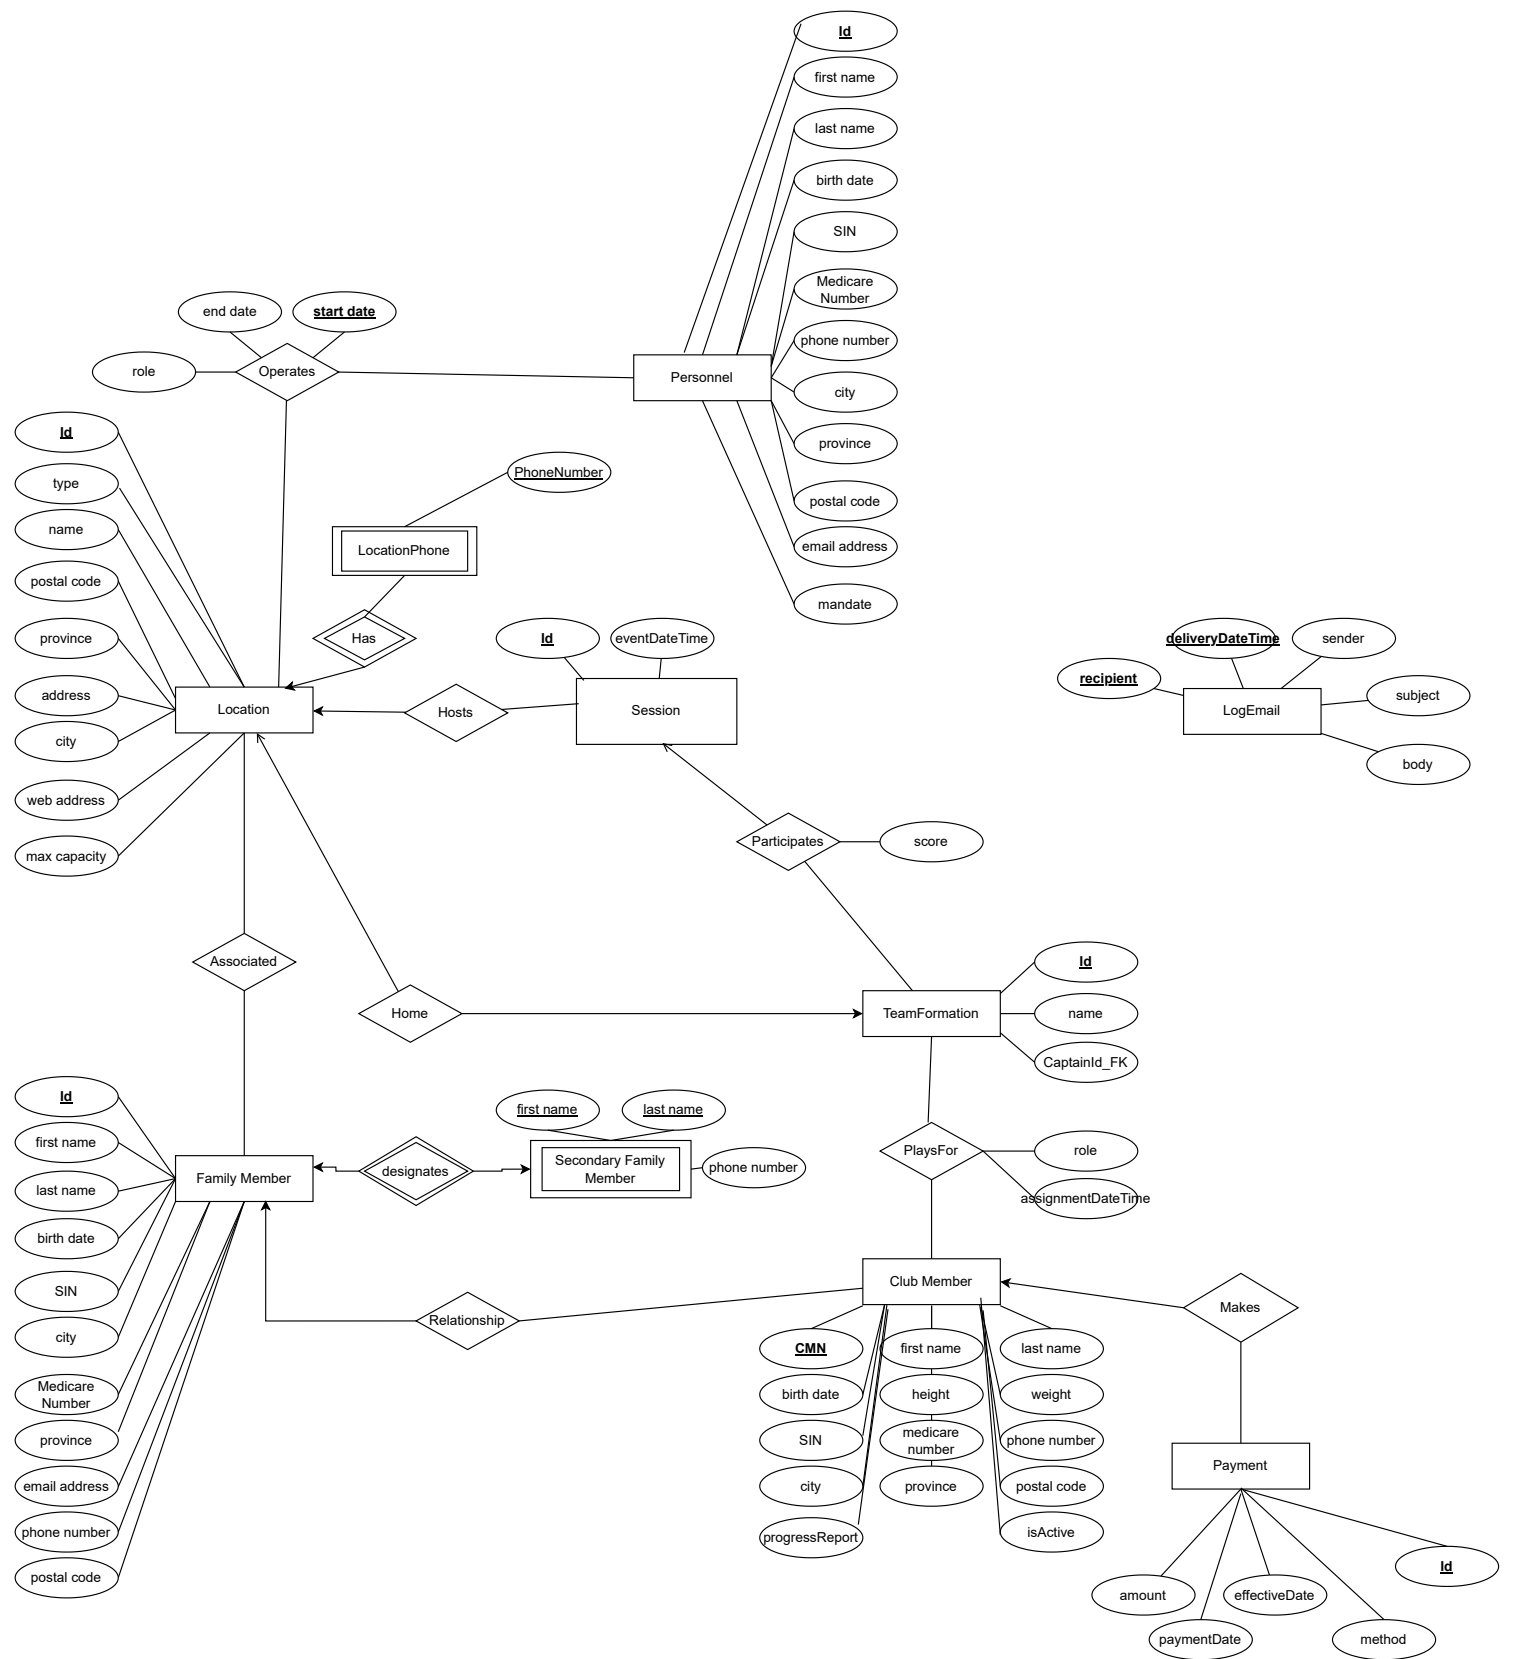 Id
first name
last name
birth date
SIN
Medicare
Number
phone number
city
province
postal code
email address
mandate
Personnel
end date
start date
role
Operates
Id
type
name
postal code
province
address
city
web address
max capacity
Location
PhoneNumber
LocationPhone
Has
Id
eventDateTime
Hosts
Session
deliveryDateTime
sender
recipient
LogEmail
subject
body
Participates
score
Associated
Home
TeamFormation
Id
name
CaptainId_FK
Id
first name
last name
birth date
SIN
city
Medicare
Number
province
email address
phone number
postal code
Family Member
designates
first name
last name
Secondary Family
Member
phone number
PlaysFor
role
assignmentDateTime
Relationship
Club Member
CMN
first name
last name
birth date
height
weight
SIN
medicare
number
phone number
city
province
postal code
progressReport
isActive
Makes
Payment
Id
amount
effectiveDate
paymentDate
method